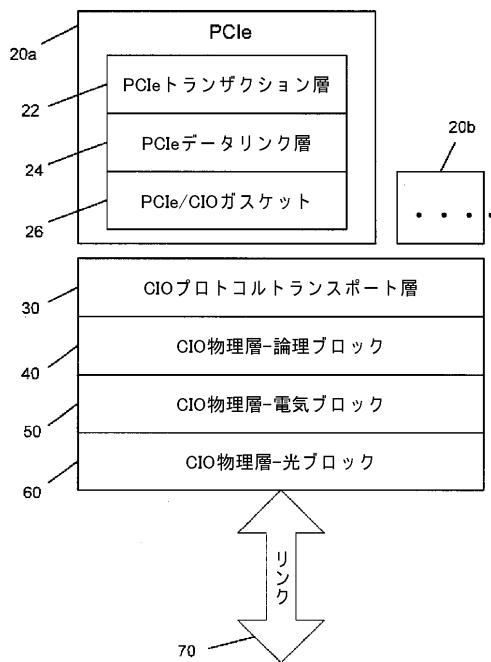 PCIe
20a
PCIeトランザクション層
22
PCIeデータリンク層
24
PCIe/CIOガスケット
26
20b
CIOプロトコルトランスポート層
30
CIO物理層-論理ブロック
40
CIO物理層-電気ブロック
50
CIO物理層-光ブロック
60
リンク
70